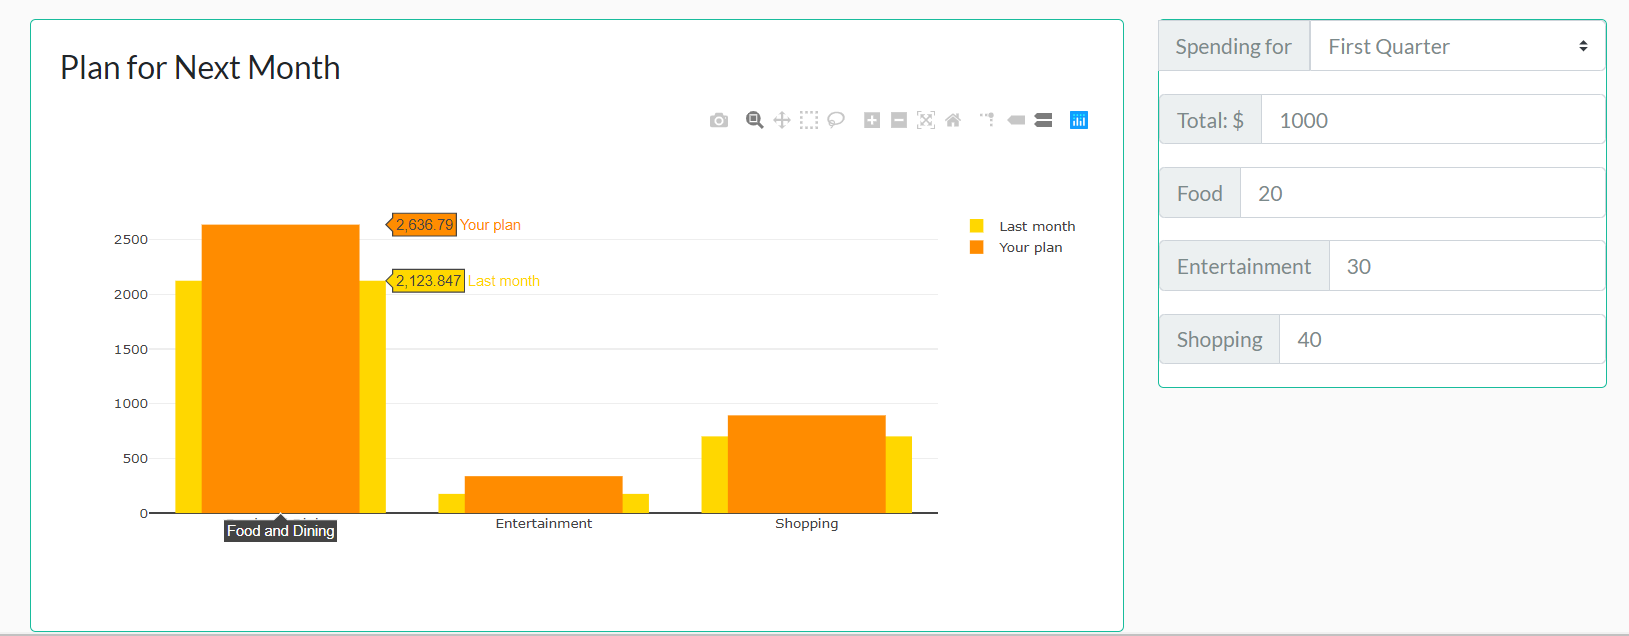 Plan for Next Month
2,636.79 Your plan
2,123.847 Last month
Last month
Your plan
2500
2000
1500
1000
500
0
Food and Dining
Entertainment
Shopping
Spending for First Quarter
Total: $ 1000
Food 20
Entertainment 30
Shopping 40